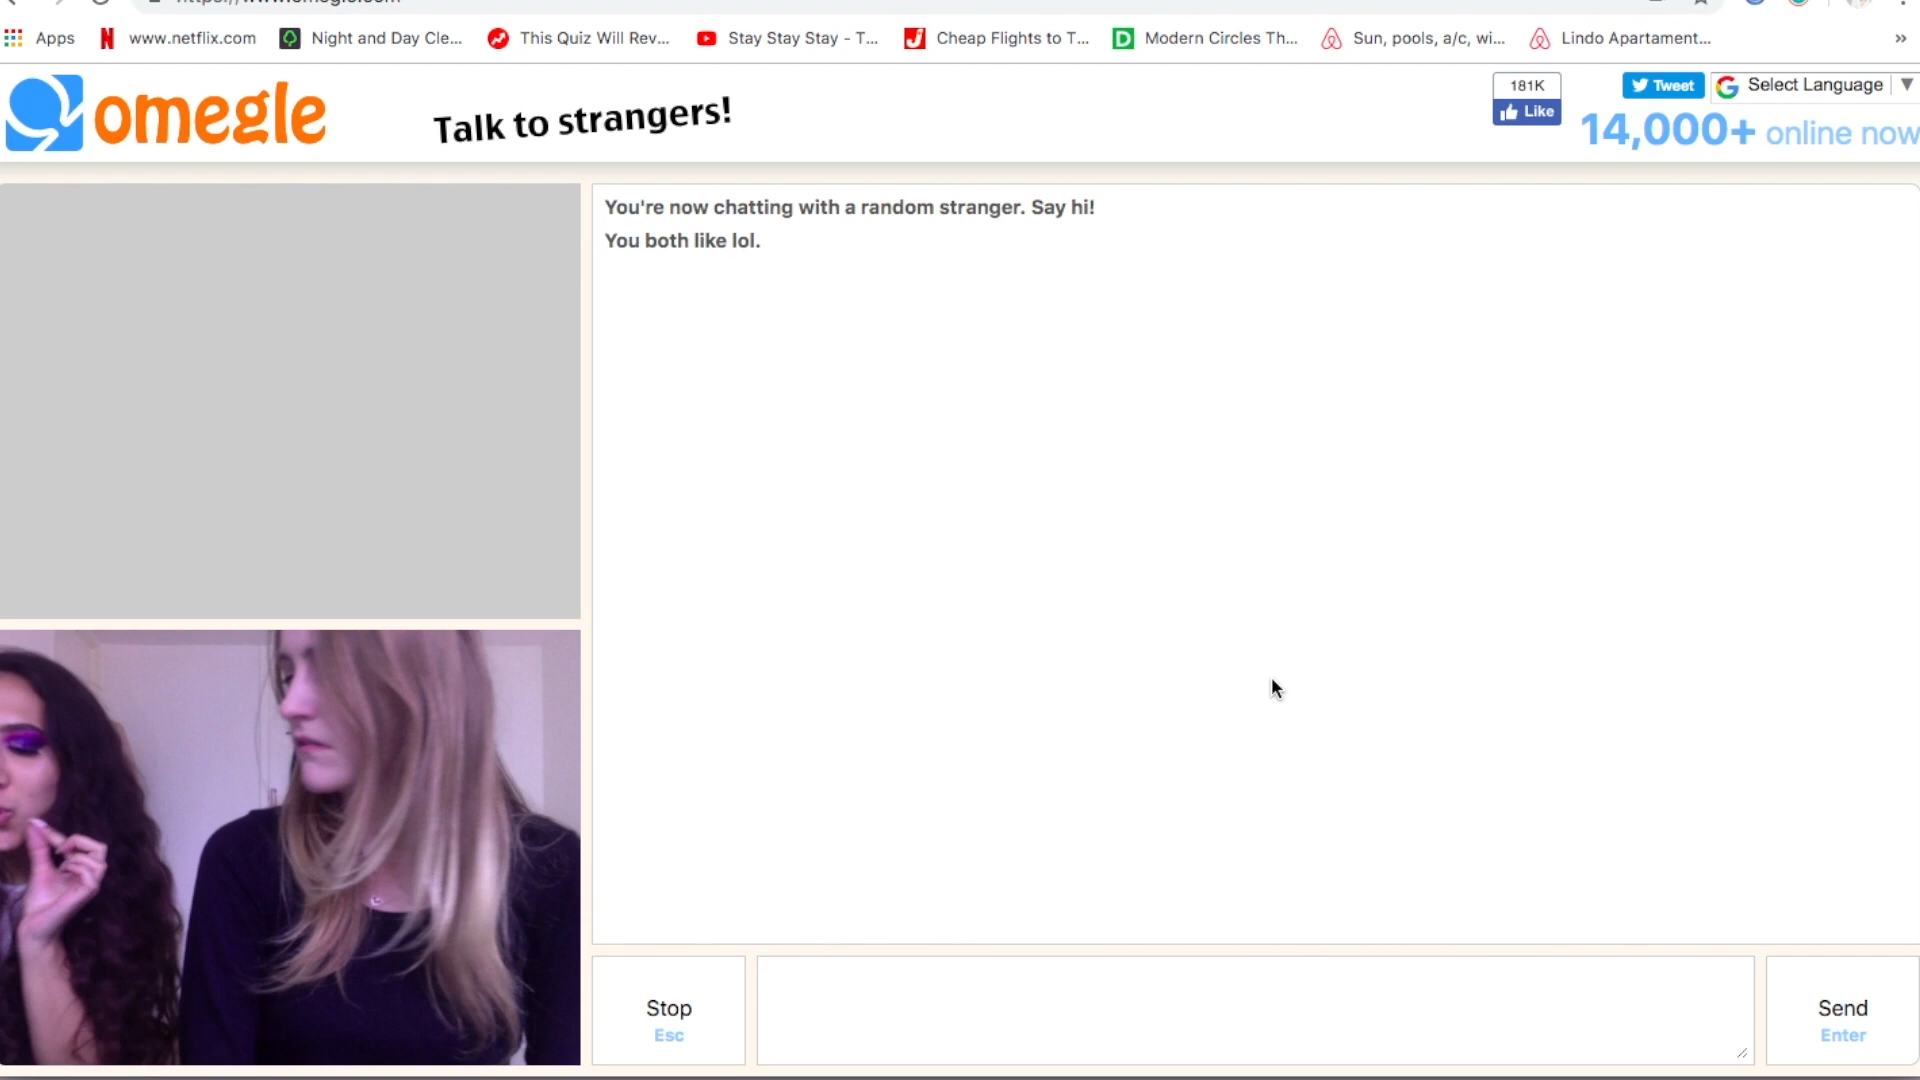 Apps www.netflix.com Night and Day Cle... This Quiz Will Rev... Stay Stay Stay - T... Cheap Flights to T... Modern Circles Th... Sun, pools, a/c, wi... Lindo Apartament... »
omegle Talk to strangers!
181K
Like
Tweet
Select Language
14,000+ online now
You're now chatting with a random stranger. Say hi!
You both like lol.
Stop
Esc
Send
Enter